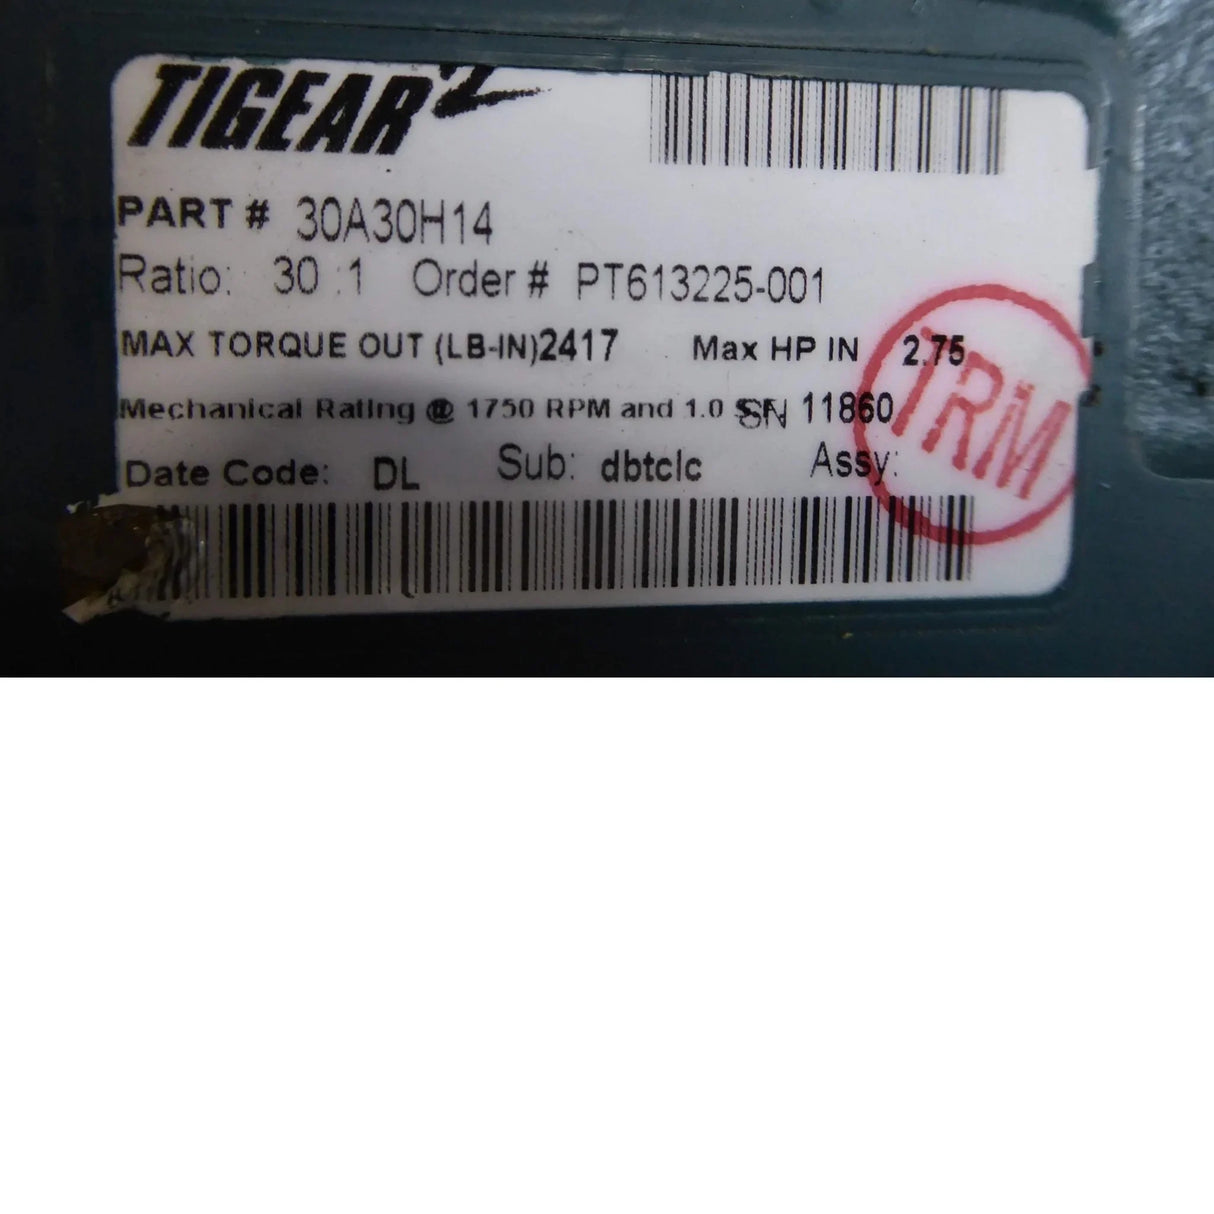 TIGEAR 2
PART # 30A30H14
Ratio: 30 :1 Order # PT613225-001
MAX TORQUE OUT (LB-IN)2417 Max HP IN 2.75
Mechanical Rating @ 1750 RPM and 1.0 SN 11860
Date Code: DL Sub: dbtclc Assy:
TRM